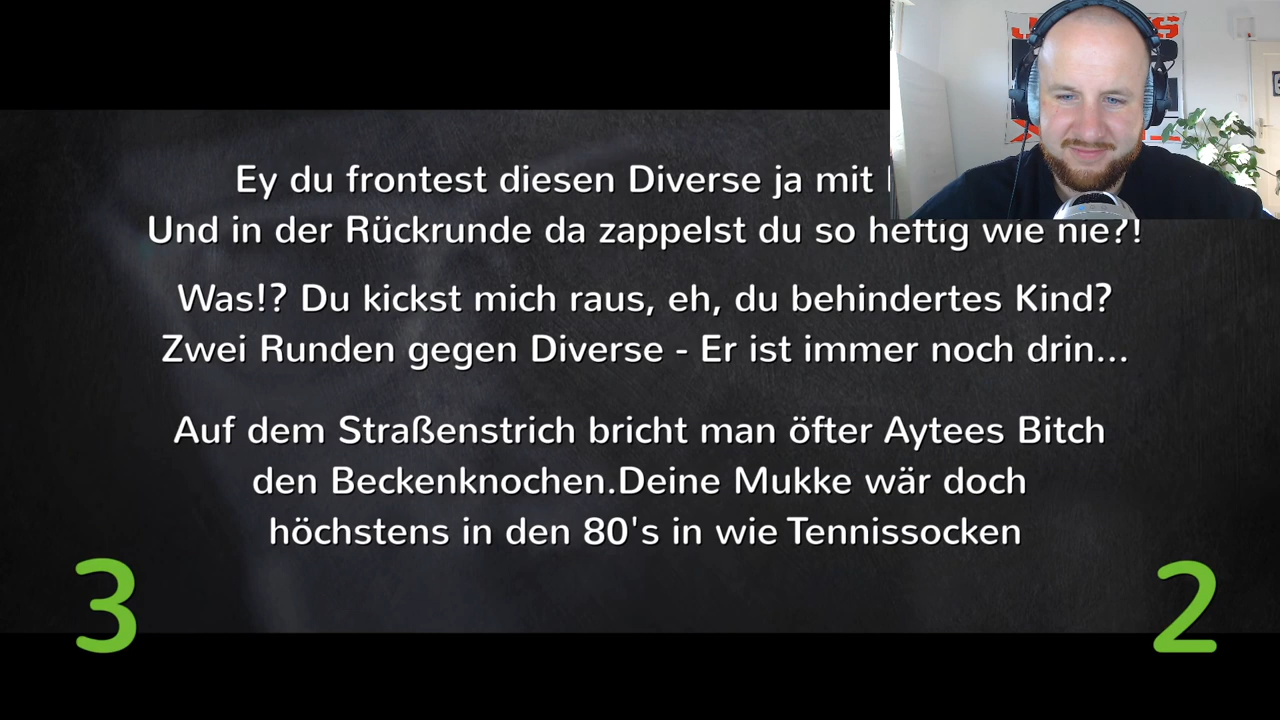 Ey du frontest diesen Diverse ja mit
Und in der Rückrunde da zappelst du so heftig wie nie?!
Was!? Du kickst mich raus, eh, du behindertes Kind?
Zwei Runden gegen Diverse - Er ist immer noch drin...
Auf dem Straßenstrich bricht man öfter Aytees Bitch
den Beckenknochen.Deine Mukke wär doch
höchstens in den 80's in wie Tennissocken
3
2